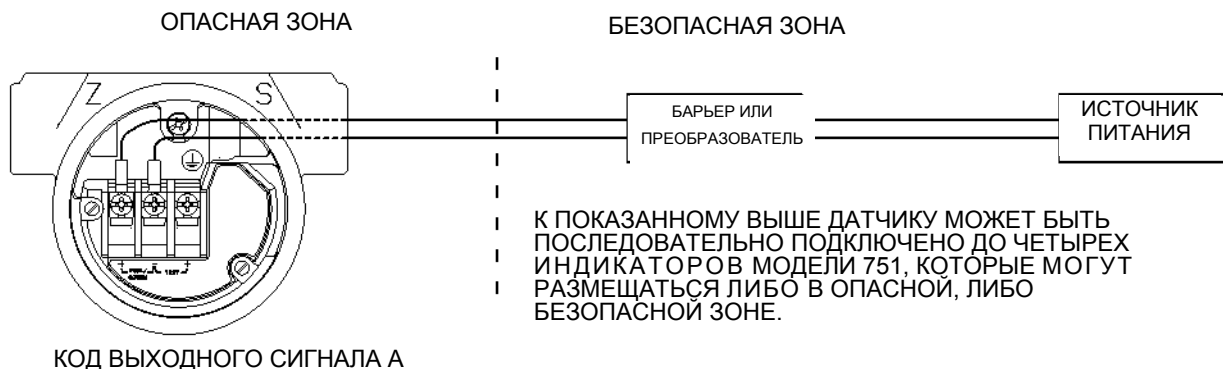 ОПАСНАЯ ЗОНА
БЕЗОПАСНАЯ ЗОНА
Z S
БАРЬЕР ИЛИ
ПРЕОБРАЗОВАТЕЛЬ
ИСТОЧНИК
ПИТАНИЯ
К ПОКАЗАННОМУ ВЫШЕ ДАТЧИКУ МОЖЕТ БЫТЬ
ПОСЛЕДОВАТЕЛЬНО ПОДКЛЮЧЕНО ДО ЧЕТЫРЕХ
ИНДИКАТОРОВ МОДЕЛИ 751, КОТОРЫЕ МОГУТ
РАЗМЕЩАТЬСЯ ЛИБО В ОПАСНОЙ, ЛИБО
БЕЗОПАСНОЙ ЗОНЕ.
КОД ВЫХОДНОГО СИГНАЛА А